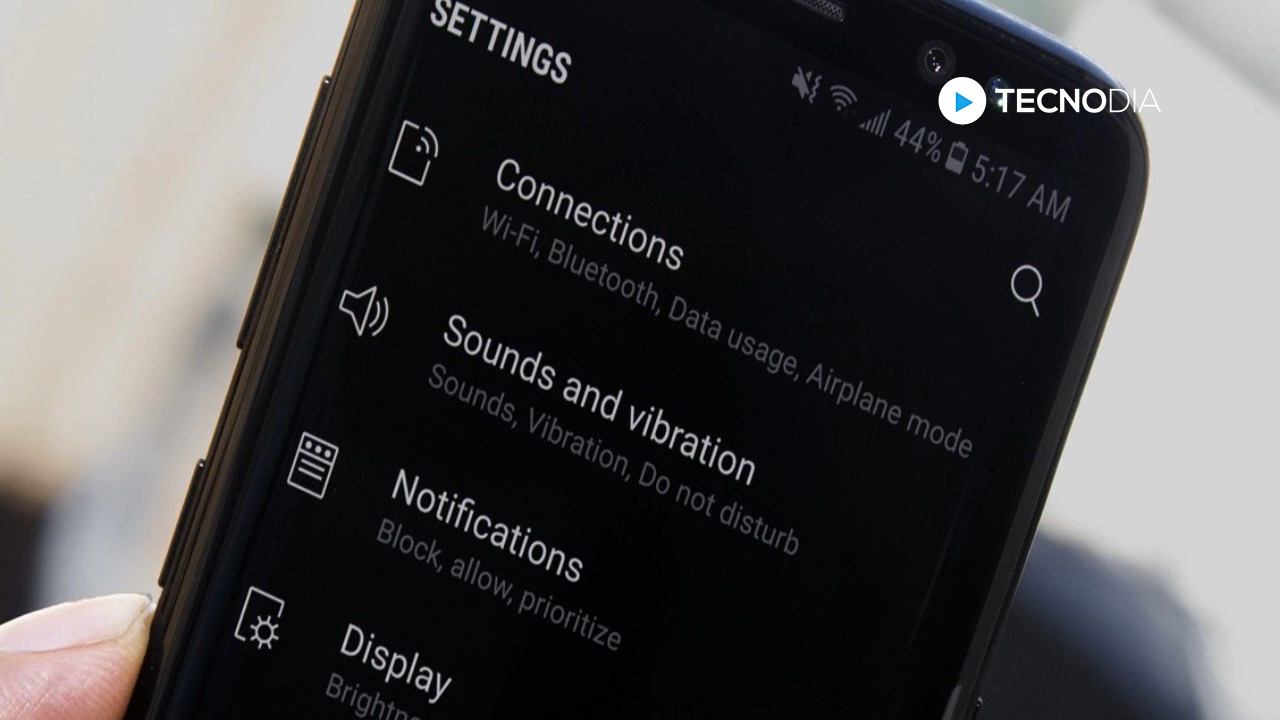 SETTINGS
44% 5:17 AM
TECNODIA
Connections
Wi-Fi, Bluetooth, Data usage, Airplane mode
Sounds and vibration
Sounds, Vibration, Do not disturb
Notifications
Block, allow, prioritize
Display